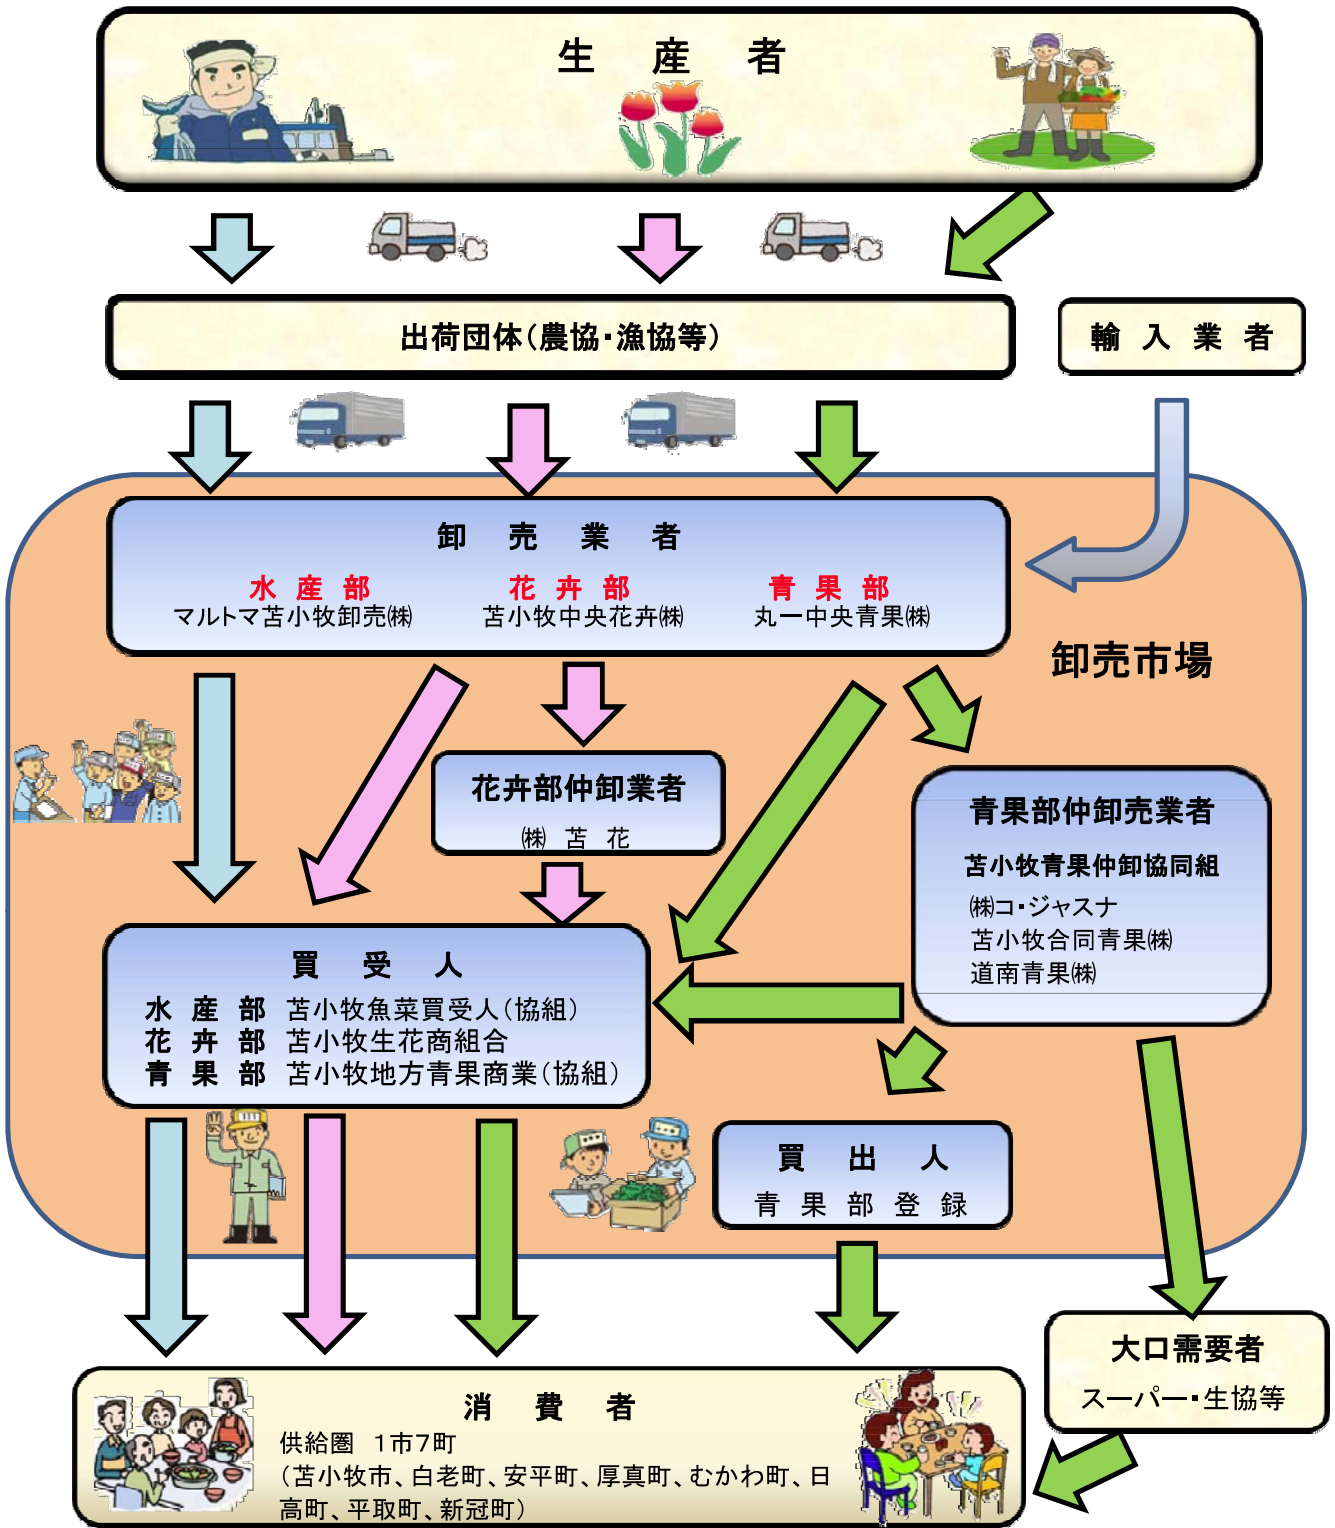 生産者
出荷団体（農協・漁協等）
輸入業者
卸売業者
水産部 花卉部 青果部
マルトマ苫小牧卸売㈱ 苫小牧中央花卉㈱ 丸一中央青果㈱
卸売市場
花卉部仲卸業者
㈱ 苫花
青果部仲卸売業者
苫小牧青果仲卸協同組
㈱コ・ジャスナ
苫小牧合同青果㈱
道南青果㈱
買受人
水産部 苫小牧魚菜買受人（協組）
花卉部 苫小牧生花商組合
青果部 苫小牧地方青果商業（協組）
買出人
青果部登録
大口需要者
スーパー・生協等
消費者
供給圏 1市7町
（苫小牧市、白老町、安平町、厚真町、むかわ町、日
高町、平取町、新冠町）